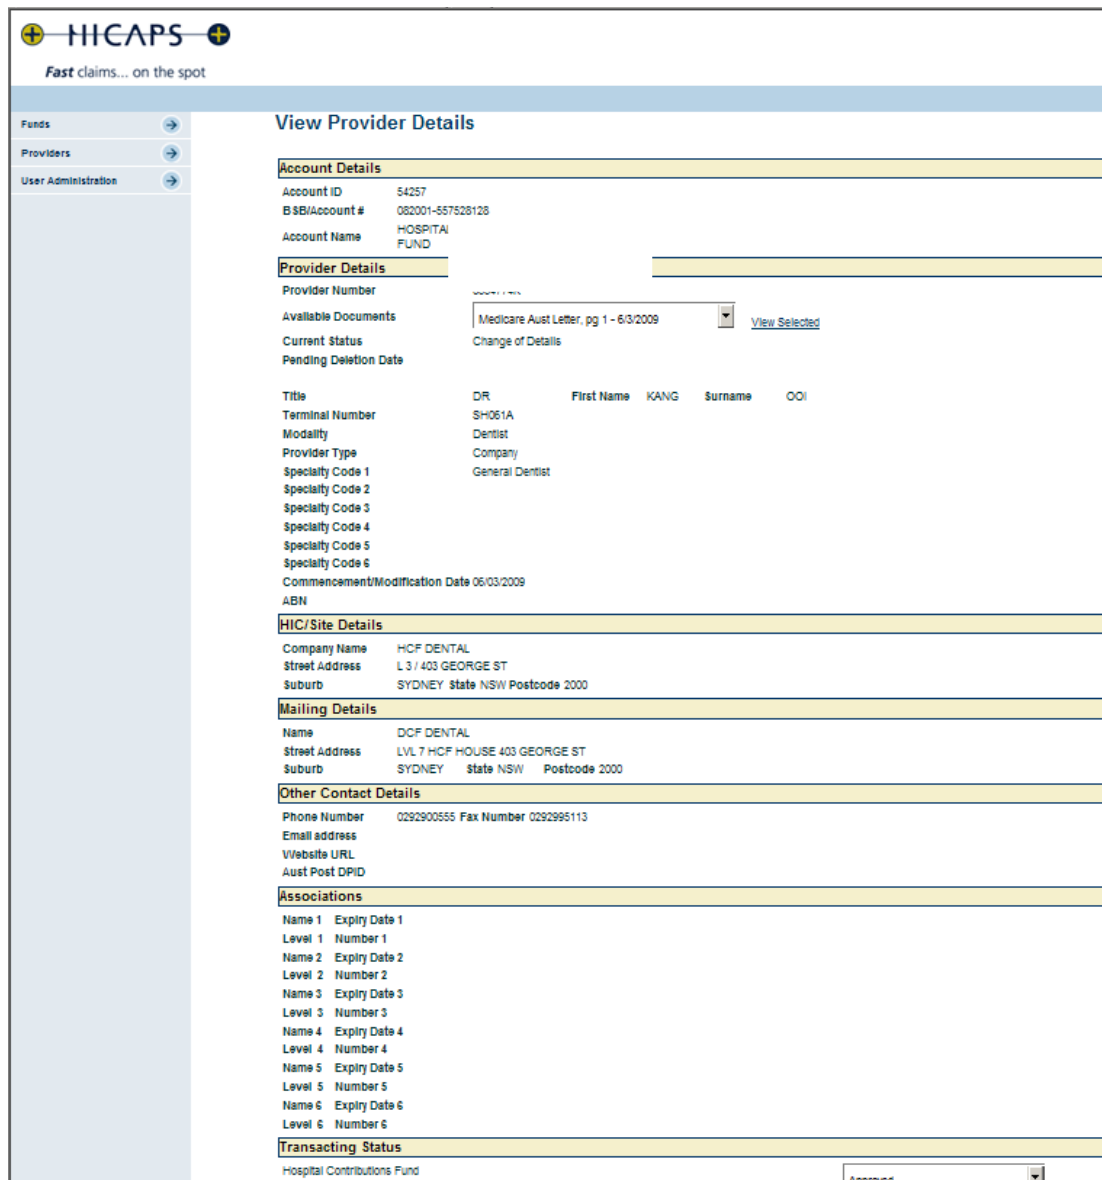 HICAPS
Fast claims... on the spot
Funds
Providers
User Administration
View Provider Details
Account Details
Account ID 54257
BSB/Account # 082001-557528128
Account Name HOSPITAL FUND
Provider Details
Provider Number
Available Documents Medicare Aust Letter, pg 1 - 6/3/2009 View Selected
Current Status Change of Details
Pending Deletion Date
Title DR First Name KANG Surname OOI
Terminal Number SH061A
Modality Dentist
Provider Type Company
Specialty Code 1 General Dentist
Specialty Code 2
Specialty Code 3
Specialty Code 4
Specialty Code 5
Specialty Code 6
Commencement/Modification Date 06/03/2009
ABN
HIC/Site Details
Company Name HCF DENTAL
Street Address L 3 / 403 GEORGE ST
Suburb SYDNEY State NSW Postcode 2000
Mailing Details
Name DCF DENTAL
Street Address LVL 7 HCF HOUSE 403 GEORGE ST
Suburb SYDNEY State NSW Postcode 2000
Other Contact Details
Phone Number 0292900555 Fax Number 0292995113
Email address
Website URL
Aust Post DPID
Associations
Name 1 Expiry Date 1
Level 1 Number 1
Name 2 Expiry Date 2
Level 2 Number 2
Name 3 Expiry Date 3
Level 3 Number 3
Name 4 Expiry Date 4
Level 4 Number 4
Name 5 Expiry Date 5
Level 5 Number 5
Name 6 Expiry Date 6
Level 6 Number 6
Transacting Status
Hospital Contributions Fund Approved